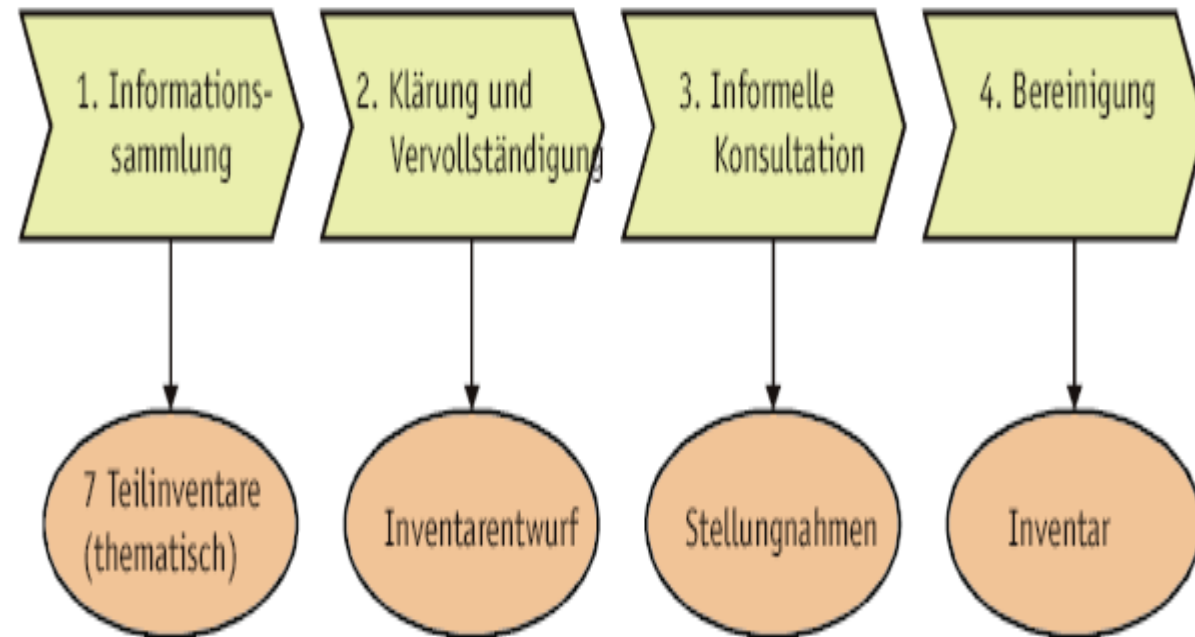 1. Informations-
sammlung
2. Klärung und
Vervollständigung
3. Informelle
Konsultation
4. Bereinigung
7 Teilinventare
(thematisch)
Inventarentwurf
Stellungnahmen
Inventar